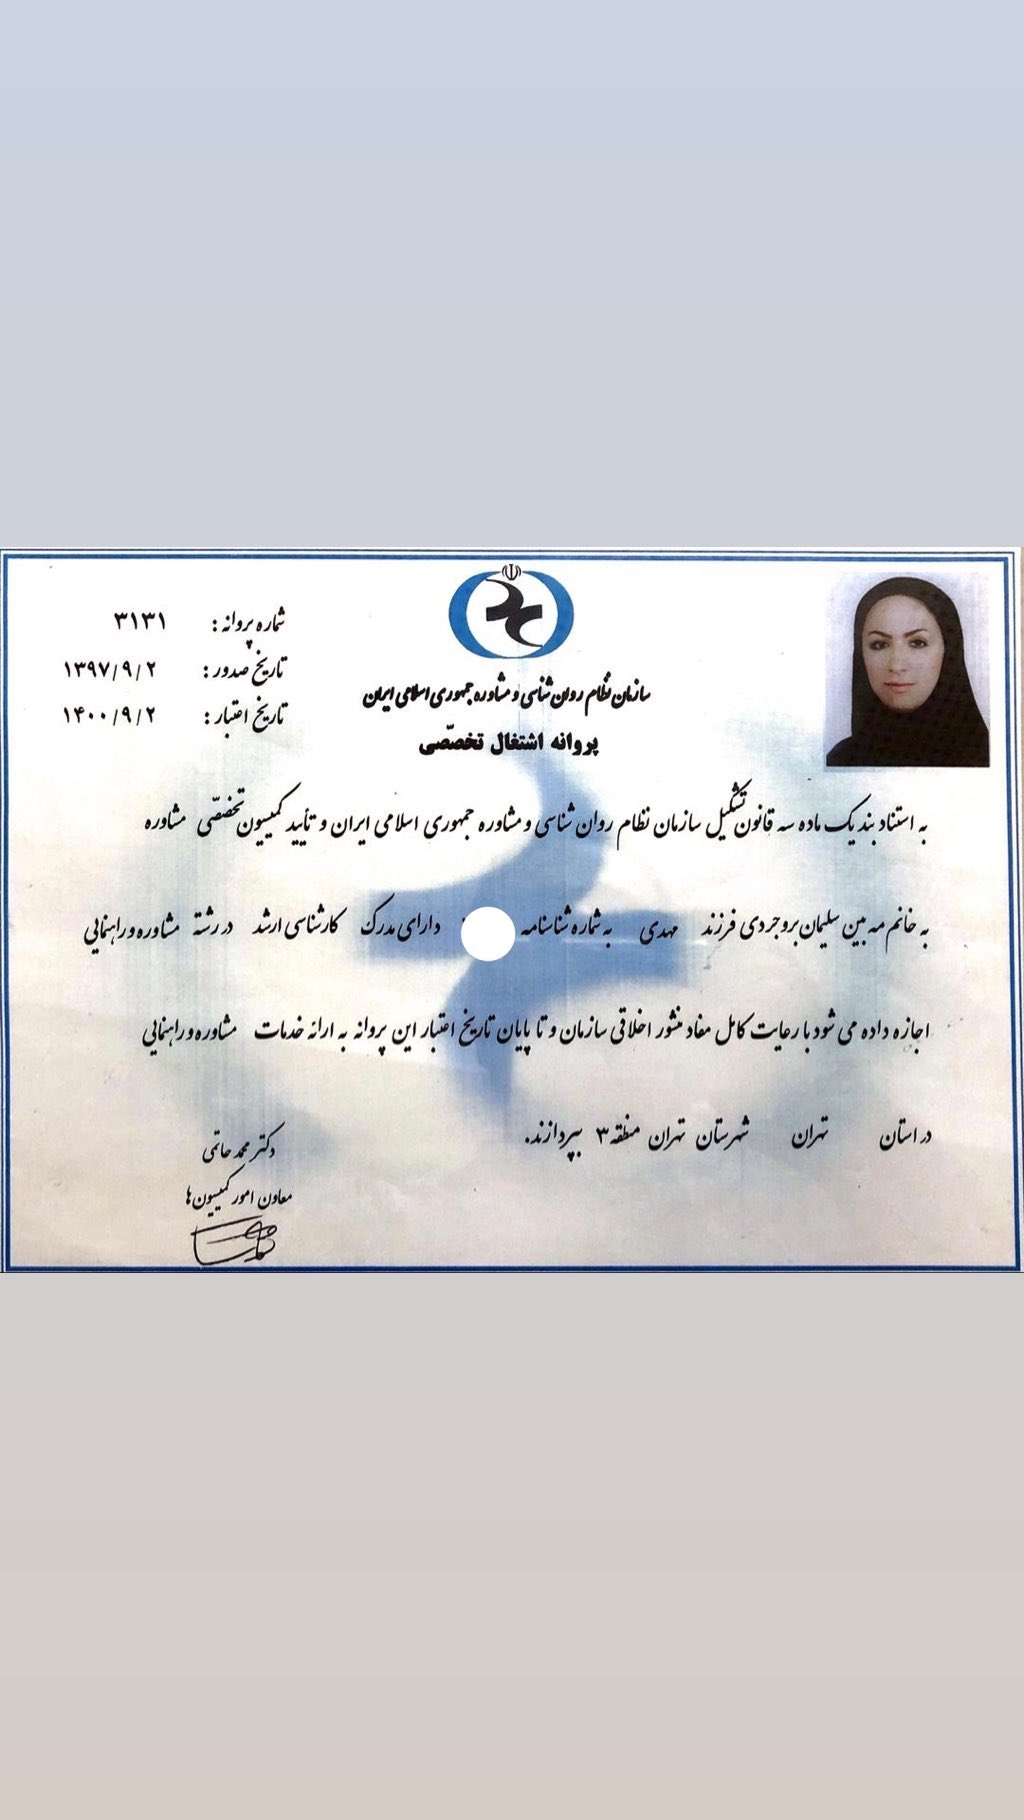 شماره پروانه: ۳۱۳۱
تاریخ صدور: ۱۳۹۷/۹/۲
تاریخ اعتبار: ۱۴۰۰/۹/۲
سازمان نظام روان شناسی و مشاوره جمهوری اسلامی ایران
پروانه اشتغال تخصصّی
به استناد بند یک ماده سه قانون تشکیل سازمان نظام روان شناسی و مشاوره جمهوری اسلامی ایران و تأیید کمیسیون تخصصّی مشاوره
به خانم مه بین سلیمان بروجردی فرزند مهدی به شماره شناسنامه دارای مدرک کارشناسی ارشد در رشته مشاوره و راهنمایی
اجازه داده می شود با رعایت کامل مفاد منشور اخلاقی سازمان و تا پایان تاریخ اعتبار این پروانه به ارائه خدمات مشاوره و راهنمایی
در استان تهران شهرستان تهران منطقه ۳ بپردازند.
دکتر محمد حاتمی
معاون امور کمیسیون ها